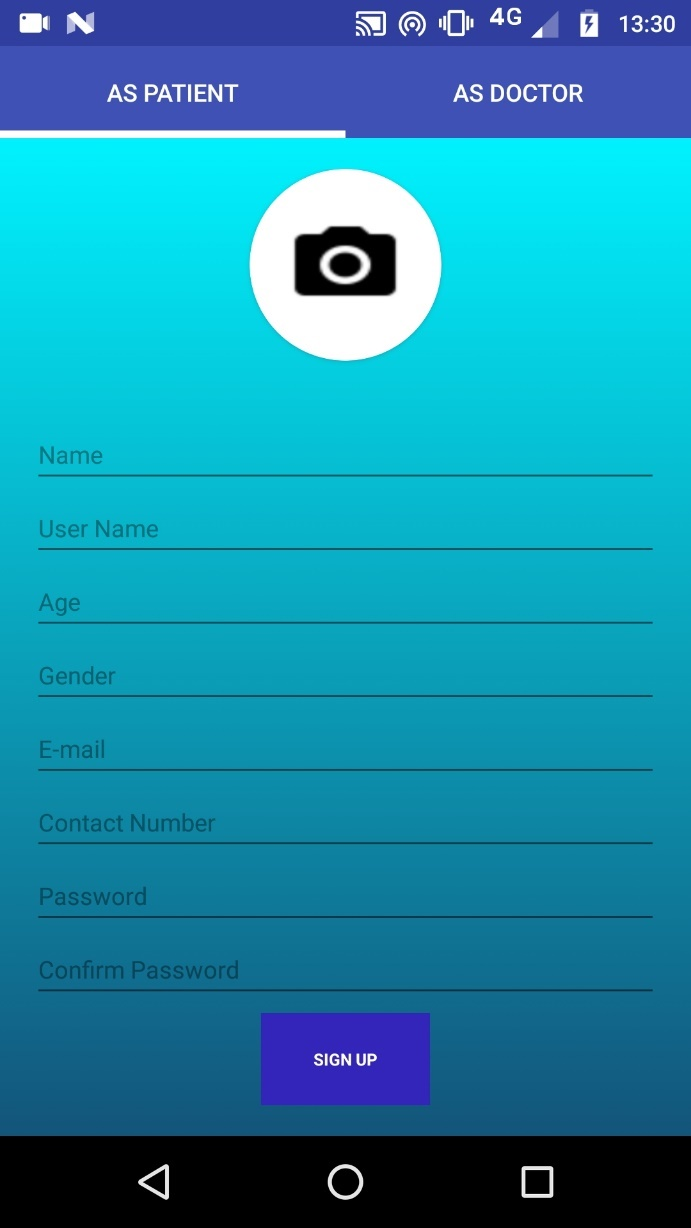 4G 13:30
AS PATIENT AS DOCTOR
Name
User Name
Age
Gender
E-mail
Contact Number
Password
Confirm Password
SIGN UP